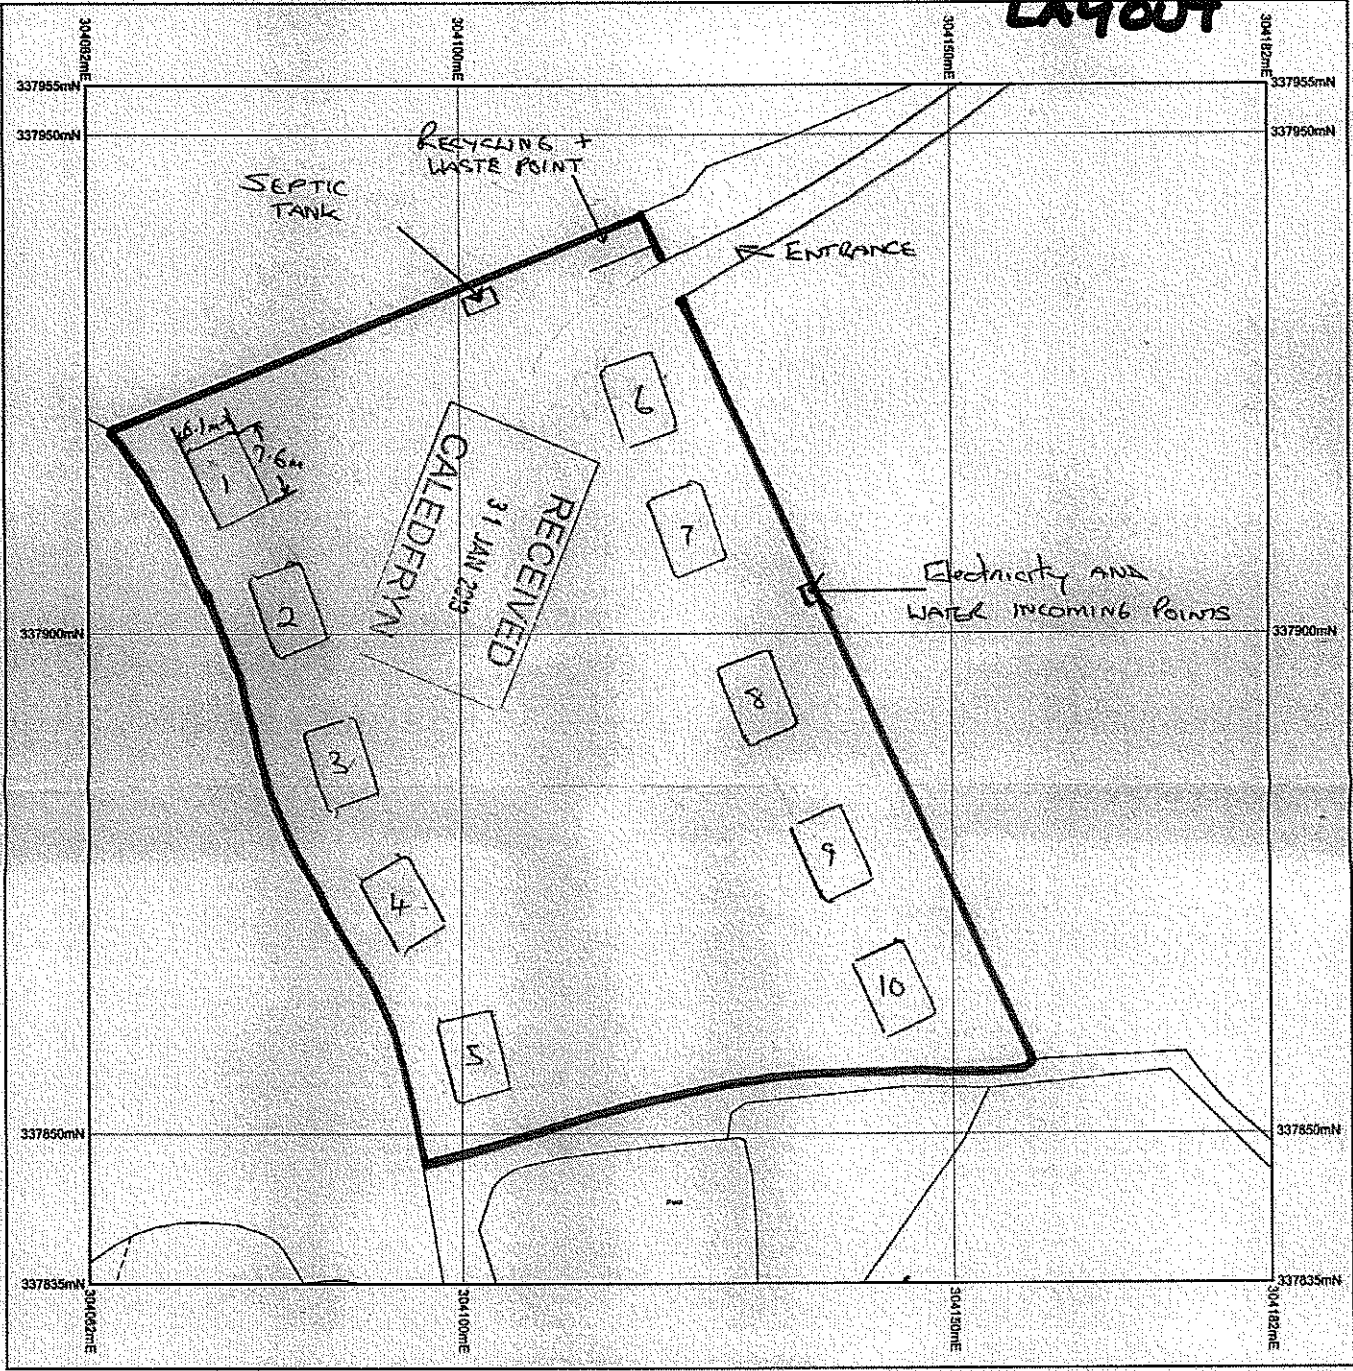 LAYOUT
304062mE
304100mE
304150mE
304182mE
337955mN
337955mN
337950mN
337950mN
RECYCLING +
WASTE POINT
SEPTIC
TANK
ENTRANCE
6.1m
7.6m
1
2
3
4
5
6
7
8
9
10
RECEIVED
31 JAN 2013
CALEDFRYN
Electricity AND
WATER INCOMING POINTS
337900mN
337900mN
337850mN
337850mN
337835mN
337835mN
304062mE
304100mE
304150mE
304182mE